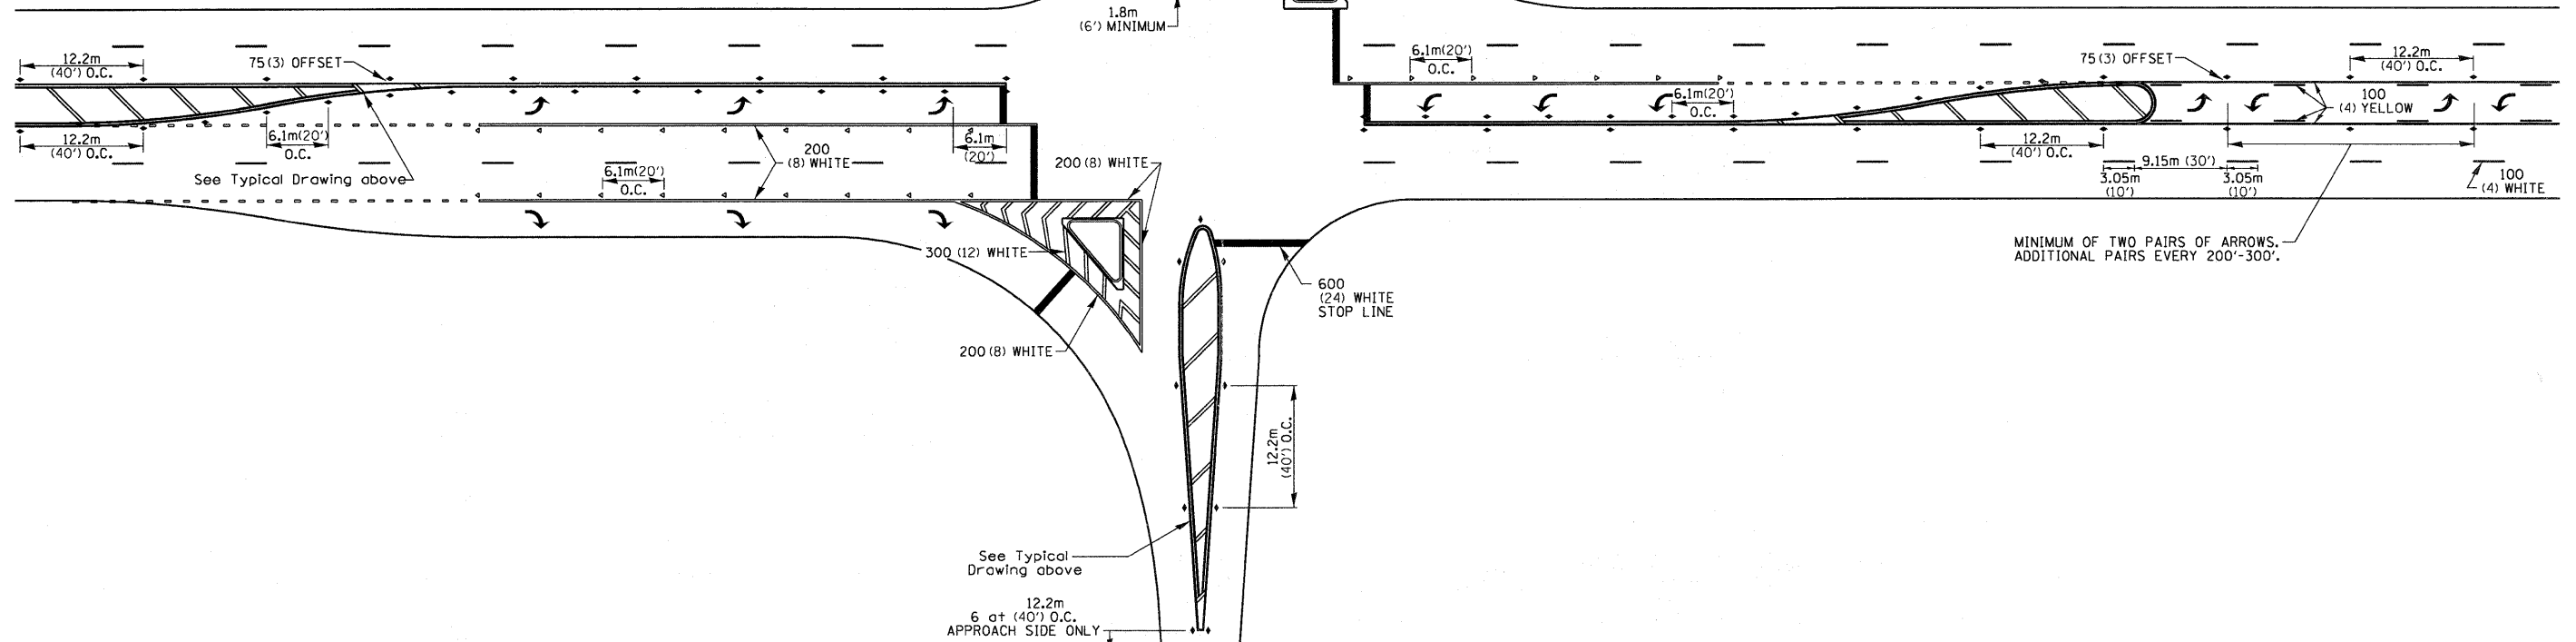 1.8m
(6') MINIMUM
12.2m
(40') O.C.
75(3) OFFSET
12.2m
(40') O.C.
6.1m(20')
O.C.
See Typical Drawing above
200
(8) WHITE
6.1m(20')
O.C.
6.1m
(20')
200(8) WHITE
300(12) WHITE
200(8) WHITE
6.1m(20')
O.C.
6.1m(20')
O.C.
75(3) OFFSET
12.2m
(40') O.C.
100
(4) YELLOW
12.2m
(40') O.C.
9.15m (30')
3.05m
(10')
3.05m
(10')
100
(4) WHITE
MINIMUM OF TWO PAIRS OF ARROWS.
ADDITIONAL PAIRS EVERY 200'-300'.
600
(24) WHITE
STOP LINE
12.2m
(40') O.C.
See Typical
Drawing above
12.2m
6 at (40') O.C.
APPROACH SIDE ONLY